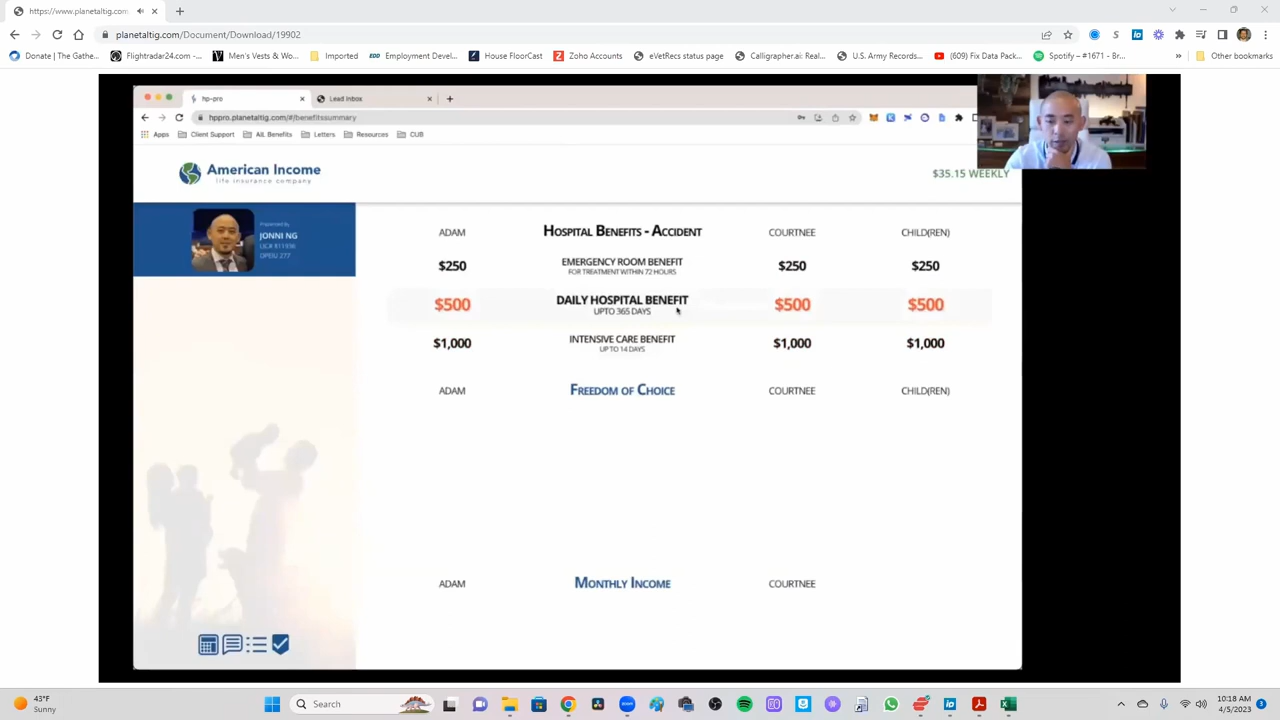 https://www.planetaltig.com
planetaltig.com/Document/Download/19902
Donate | The Gathe...
Flightradar24.com -...
Men's Vests & Wo...
Imported
EDD Employment Devel...
House FloorCast
Zoho Accounts
eVetRecs status page
Calligrapher.ai: Real...
U.S. Army Records...
(609) Fix Data Pack...
Spotify – #1671 - Br...
»
Other bookmarks
hp-pro
Lead Inbox
hppro.planetaltig.com/#/benefitssummary
Apps
Client Support
AIL Benefits
Letters
Resources
CUB
American Income
life insurance company
$35.15 WEEKLY
JONNI NG
OPEIU 277
ADAM HOSPITAL BENEFITS - ACCIDENT COURTNEE CHILD(REN)
$250 EMERGENCY ROOM BENEFIT $250 $250
FOR TREATMENT WITHIN 72 HOURS
$500 DAILY HOSPITAL BENEFIT $500 $500
UPTO 365 DAYS
$1,000 INTENSIVE CARE BENEFIT $1,000 $1,000
UP TO 14 DAYS
ADAM FREEDOM OF CHOICE COURTNEE CHILD(REN)
ADAM MONTHLY INCOME COURTNEE
43°F
Sunny
Search
10:18 AM
4/5/2023
3